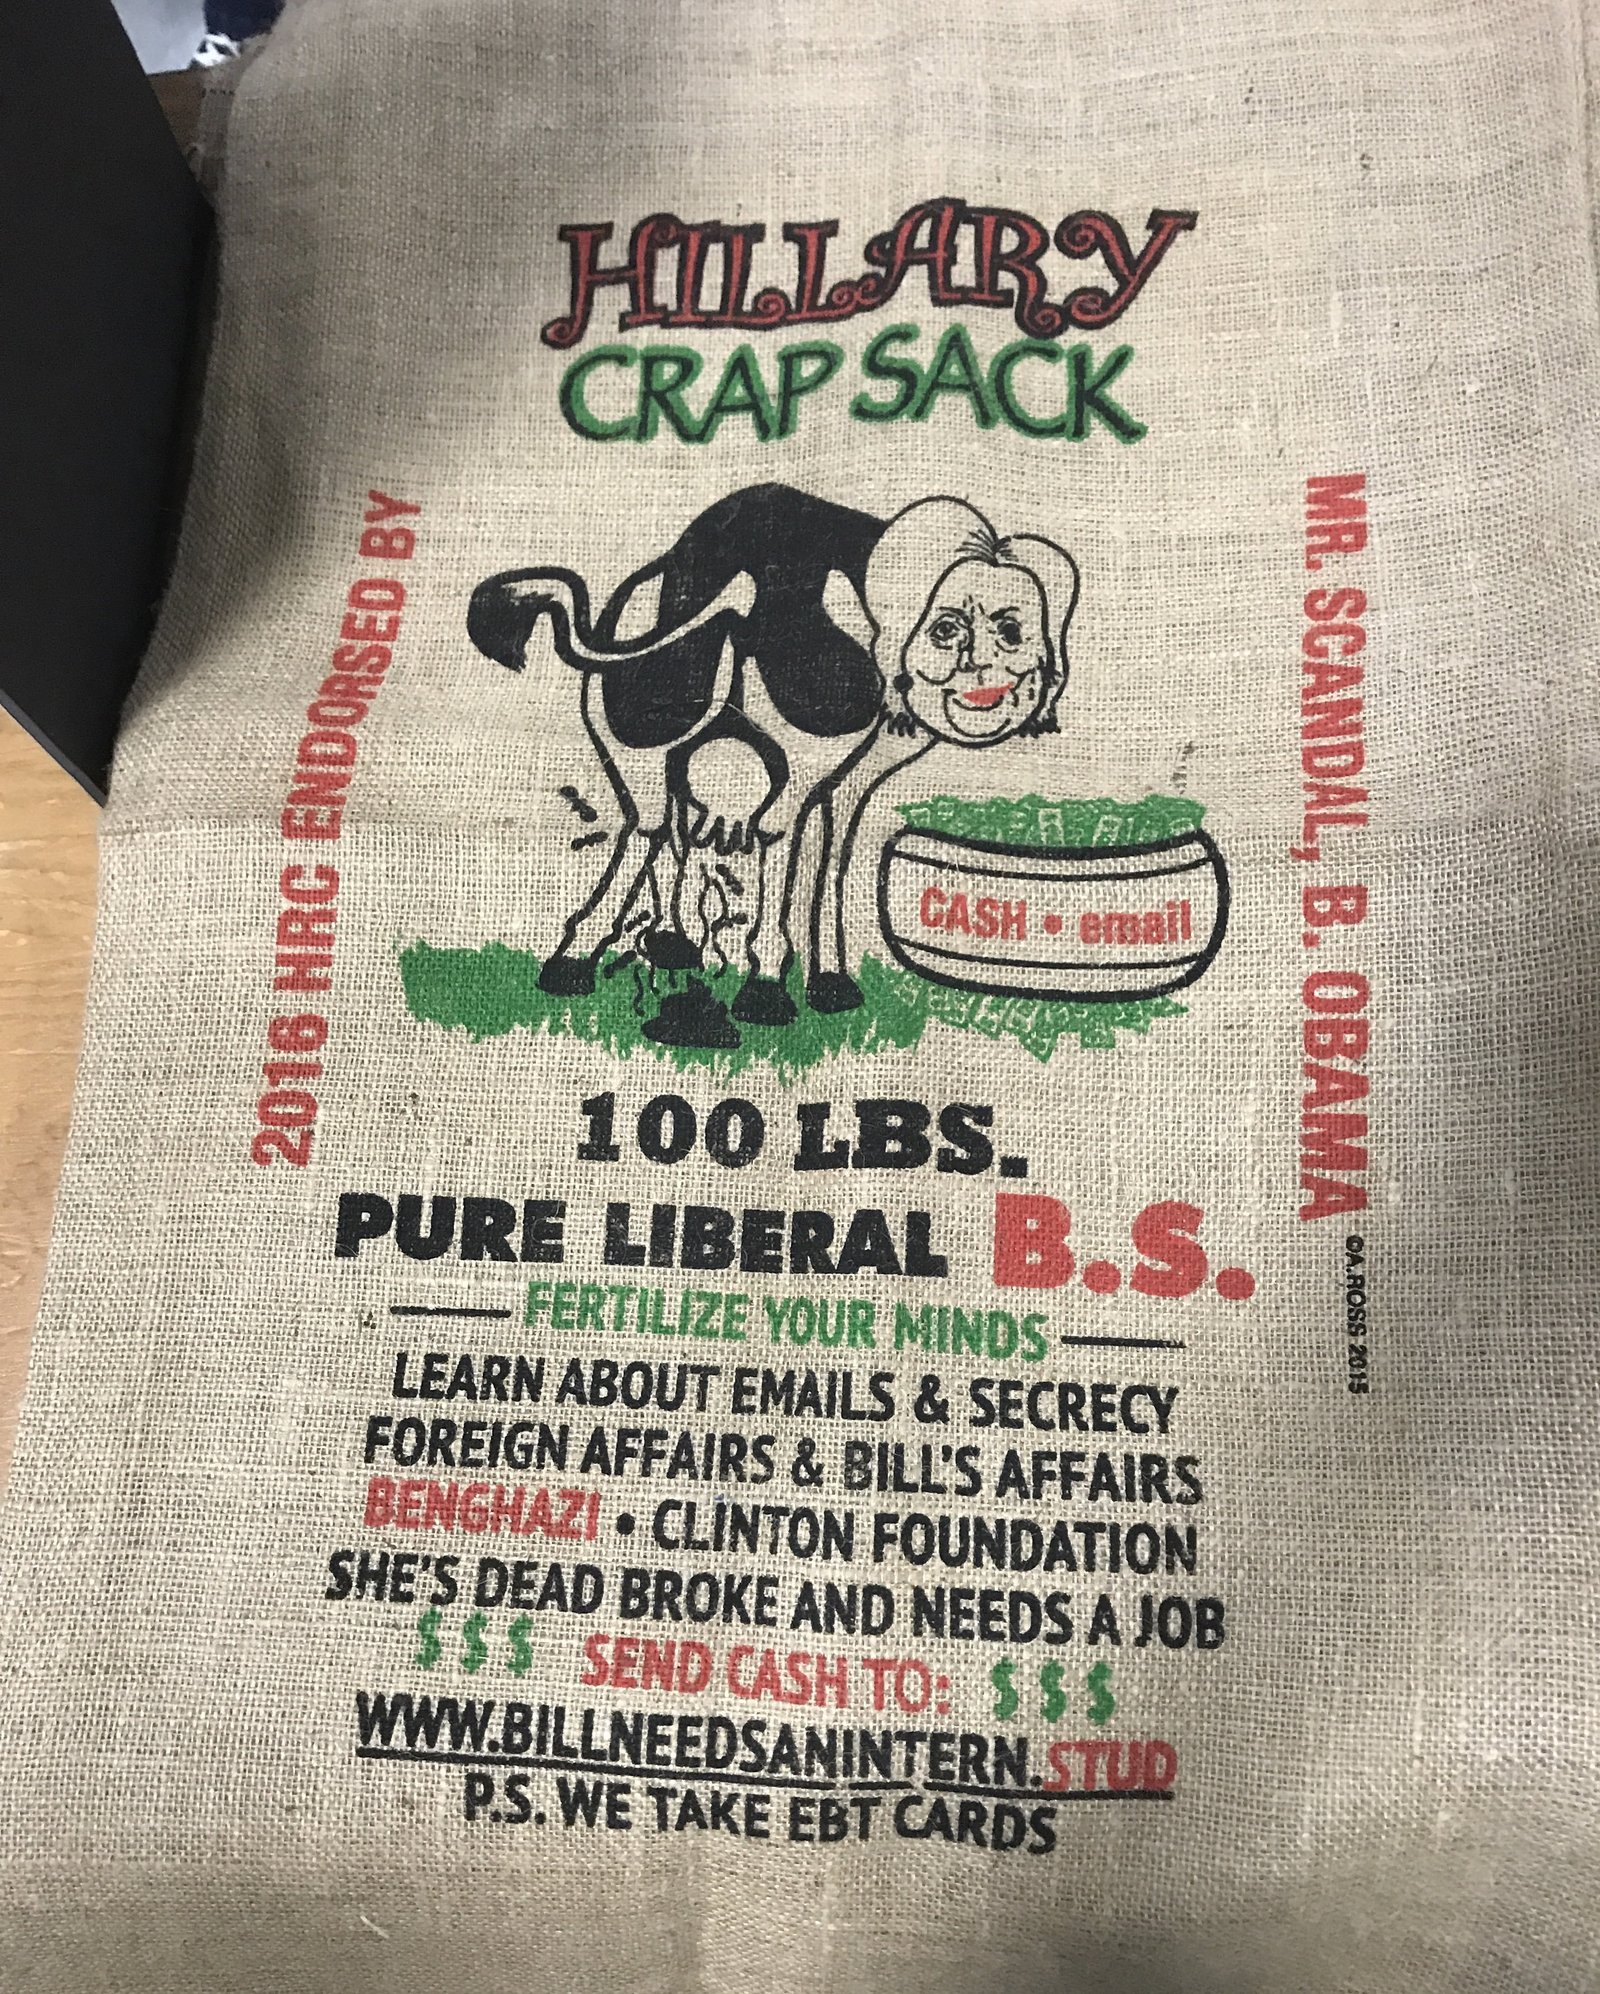 HILLARY
CRAP SACK
2016 HRC ENDORSED BY
MR. SCANDAL, B. OBAMA
CASH • email
100 LBS.
PURE LIBERAL B.S.
FERTILIZE YOUR MINDS
LEARN ABOUT EMAILS & SECRECY
FOREIGN AFFAIRS & BILL'S AFFAIRS
BENGHAZI • CLINTON FOUNDATION
SHE'S DEAD BROKE AND NEEDS A JOB
$$$ SEND CASH TO: $$$
WWW.BILLNEEDSANINTERN.STUD
P.S. WE TAKE EBT CARDS
©A.ROSS 2015